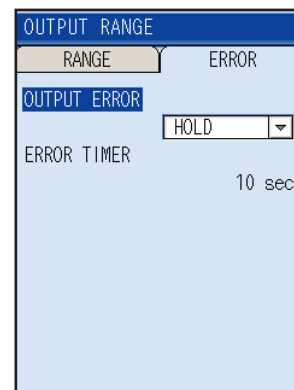 OUTPUT RANGE
RANGE ERROR
OUTPUT ERROR
HOLD
ERROR TIMER
10 sec